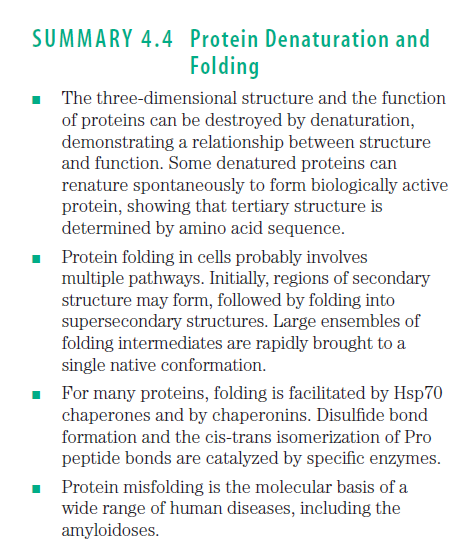 SUMMARY 4.4 Protein Denaturation and
Folding
■ The three-dimensional structure and the function
of proteins can be destroyed by denaturation,
demonstrating a relationship between structure
and function. Some denatured proteins can
renature spontaneously to form biologically active
protein, showing that tertiary structure is
determined by amino acid sequence.
■ Protein folding in cells probably involves
multiple pathways. Initially, regions of secondary
structure may form, followed by folding into
supersecondary structures. Large ensembles of
folding intermediates are rapidly brought to a
single native conformation.
■ For many proteins, folding is facilitated by Hsp70
chaperones and by chaperonins. Disulfide bond
formation and the cis-trans isomerization of Pro
peptide bonds are catalyzed by specific enzymes.
■ Protein misfolding is the molecular basis of a
wide range of human diseases, including the
amyloidoses.